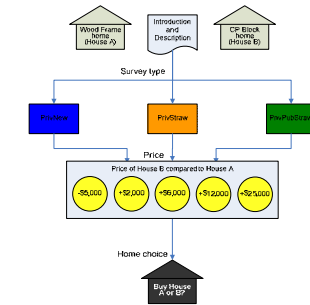 Wood Frame
home
(House A)
Introduction
and
Description
CP Block
home
(House B)
Survey type
PrivStraw
PrivPubStraw
Price
Price of House B compared to House A
-$5,000
+$2,000
+$6,000
+$12,000
+$25,000
Home choice
Buy House
A or B?